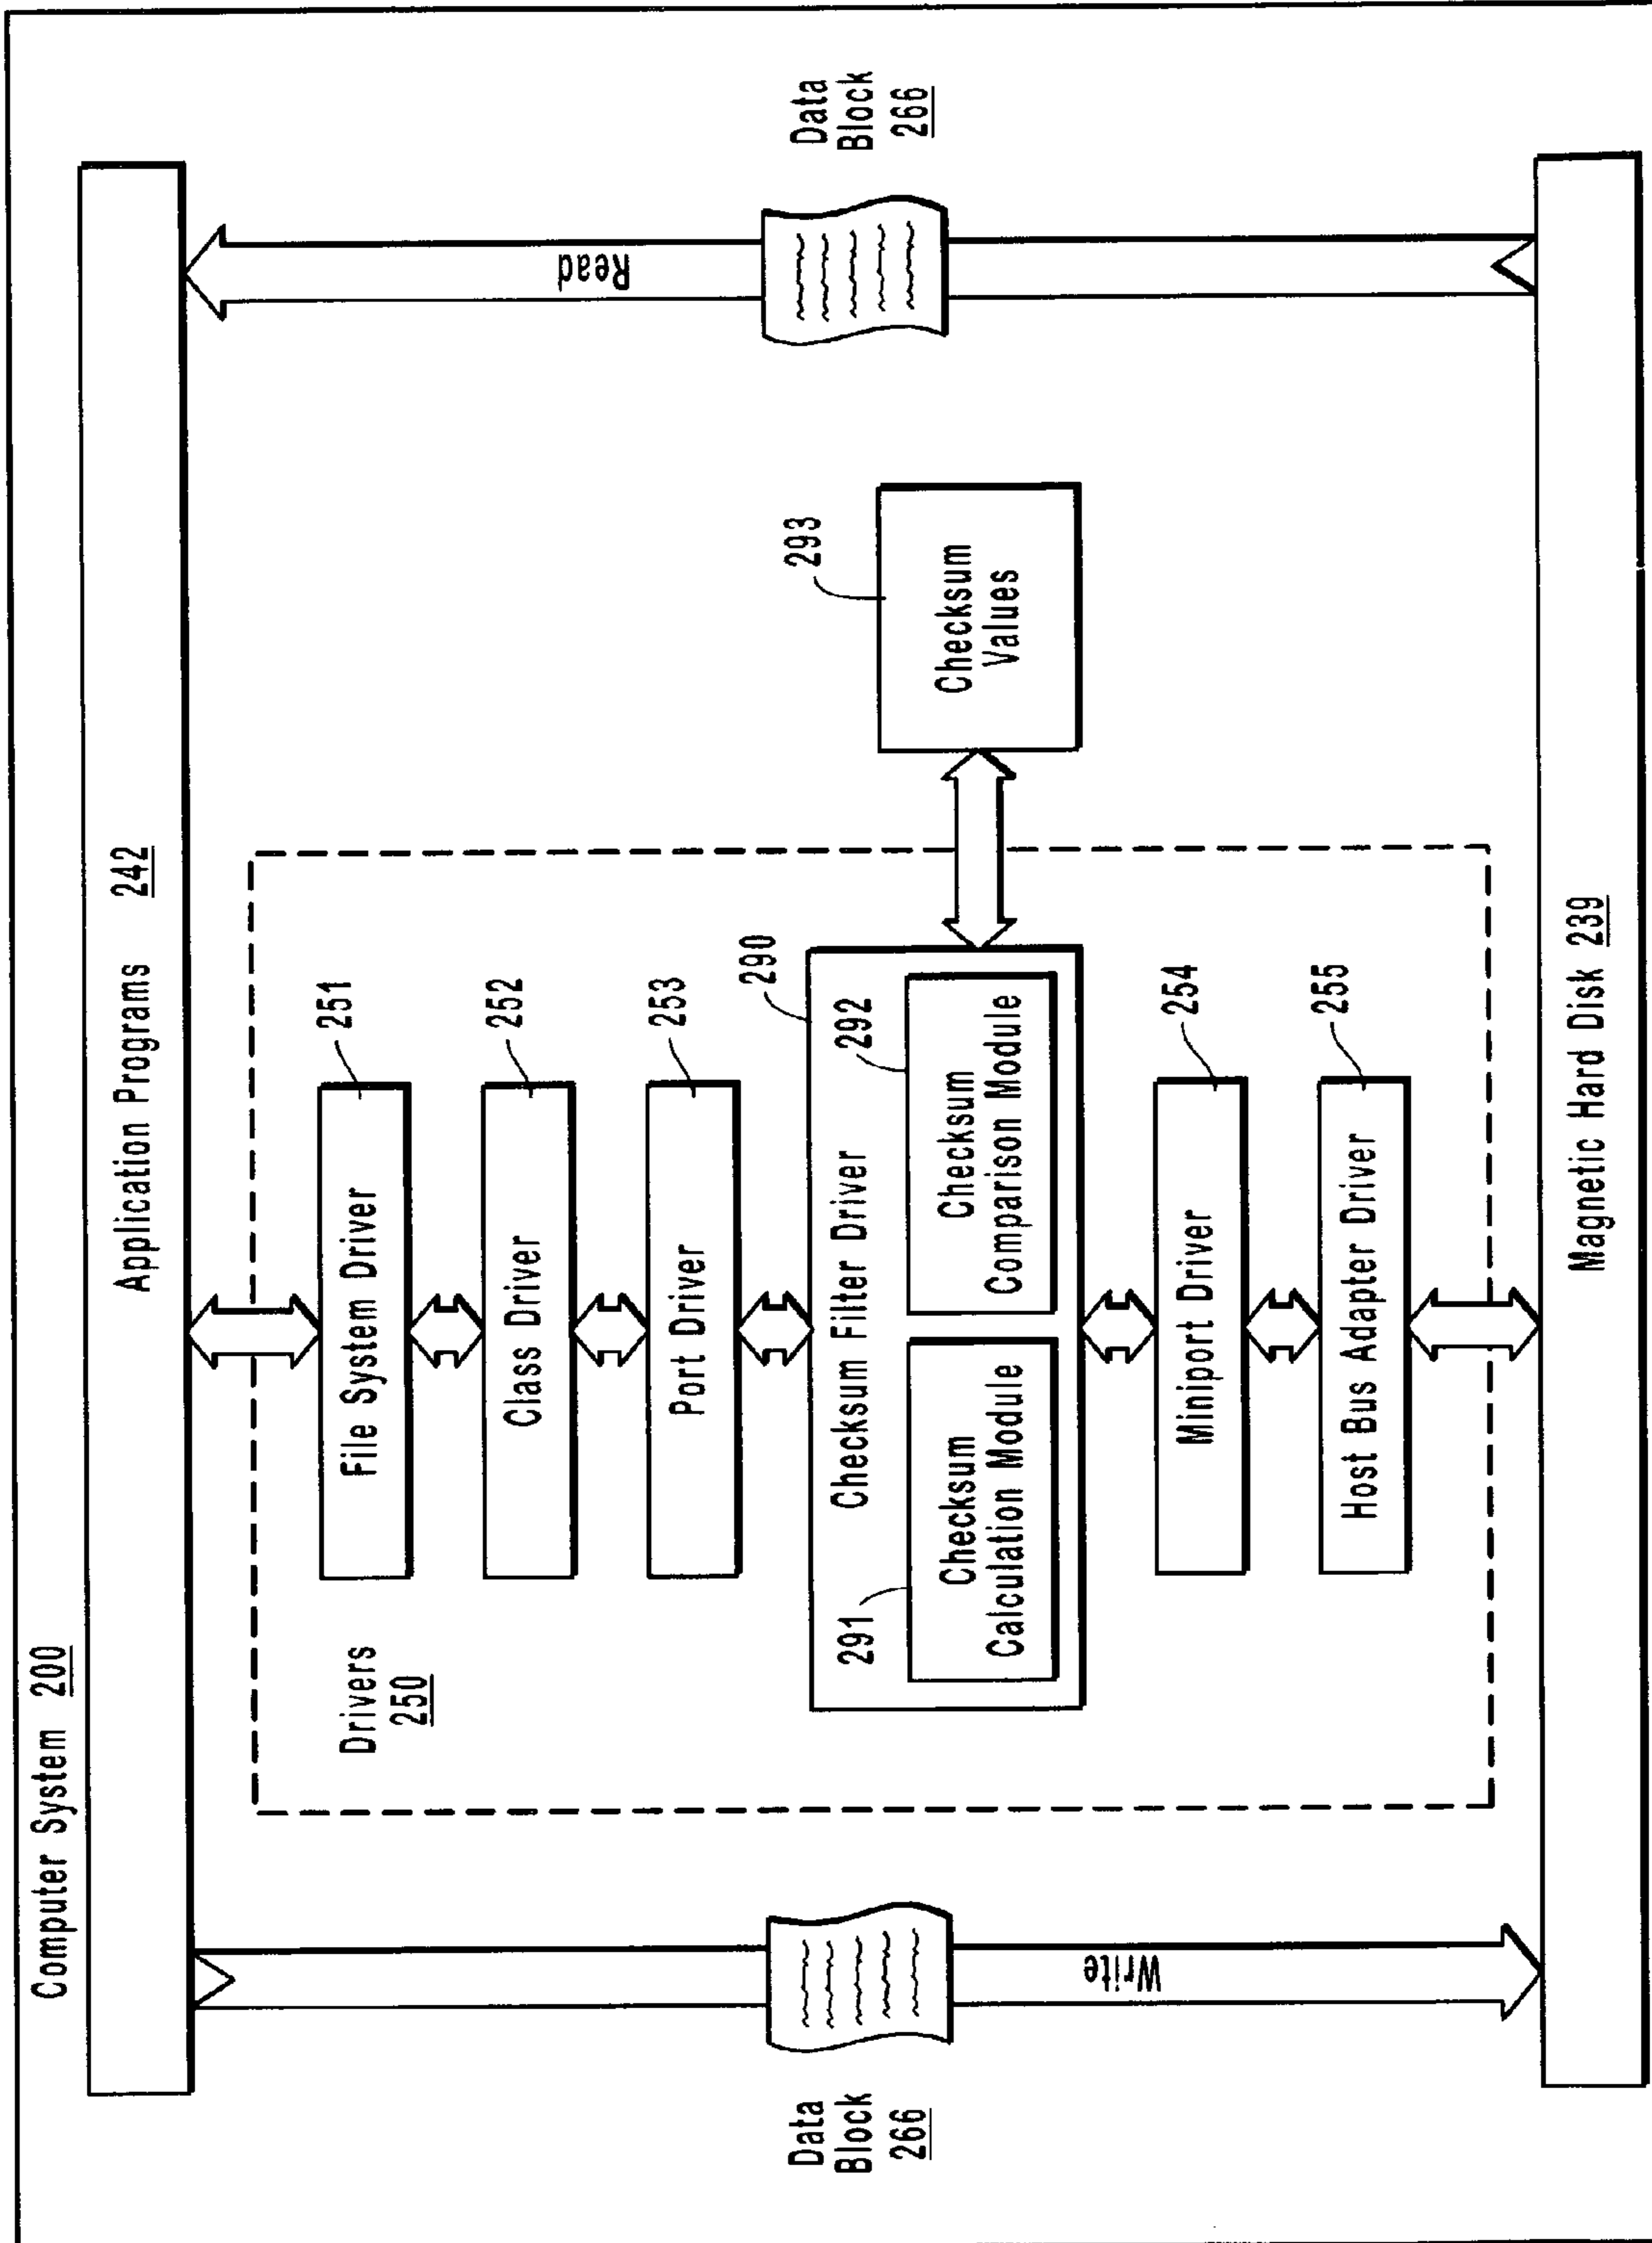 Computer System 200
Application Programs 242
Drivers
250
File System Driver
251
Class Driver
252
Port Driver
253
Checksum Filter Driver
290
291
Checksum
Calculation Module
292
Checksum
Comparison Module
Checksum
Values
293
Miniport Driver
254
Host Bus Adapter Driver
255
Data
Block
266
Write
Read
Data
Block
266
Magnetic Hard Disk 239